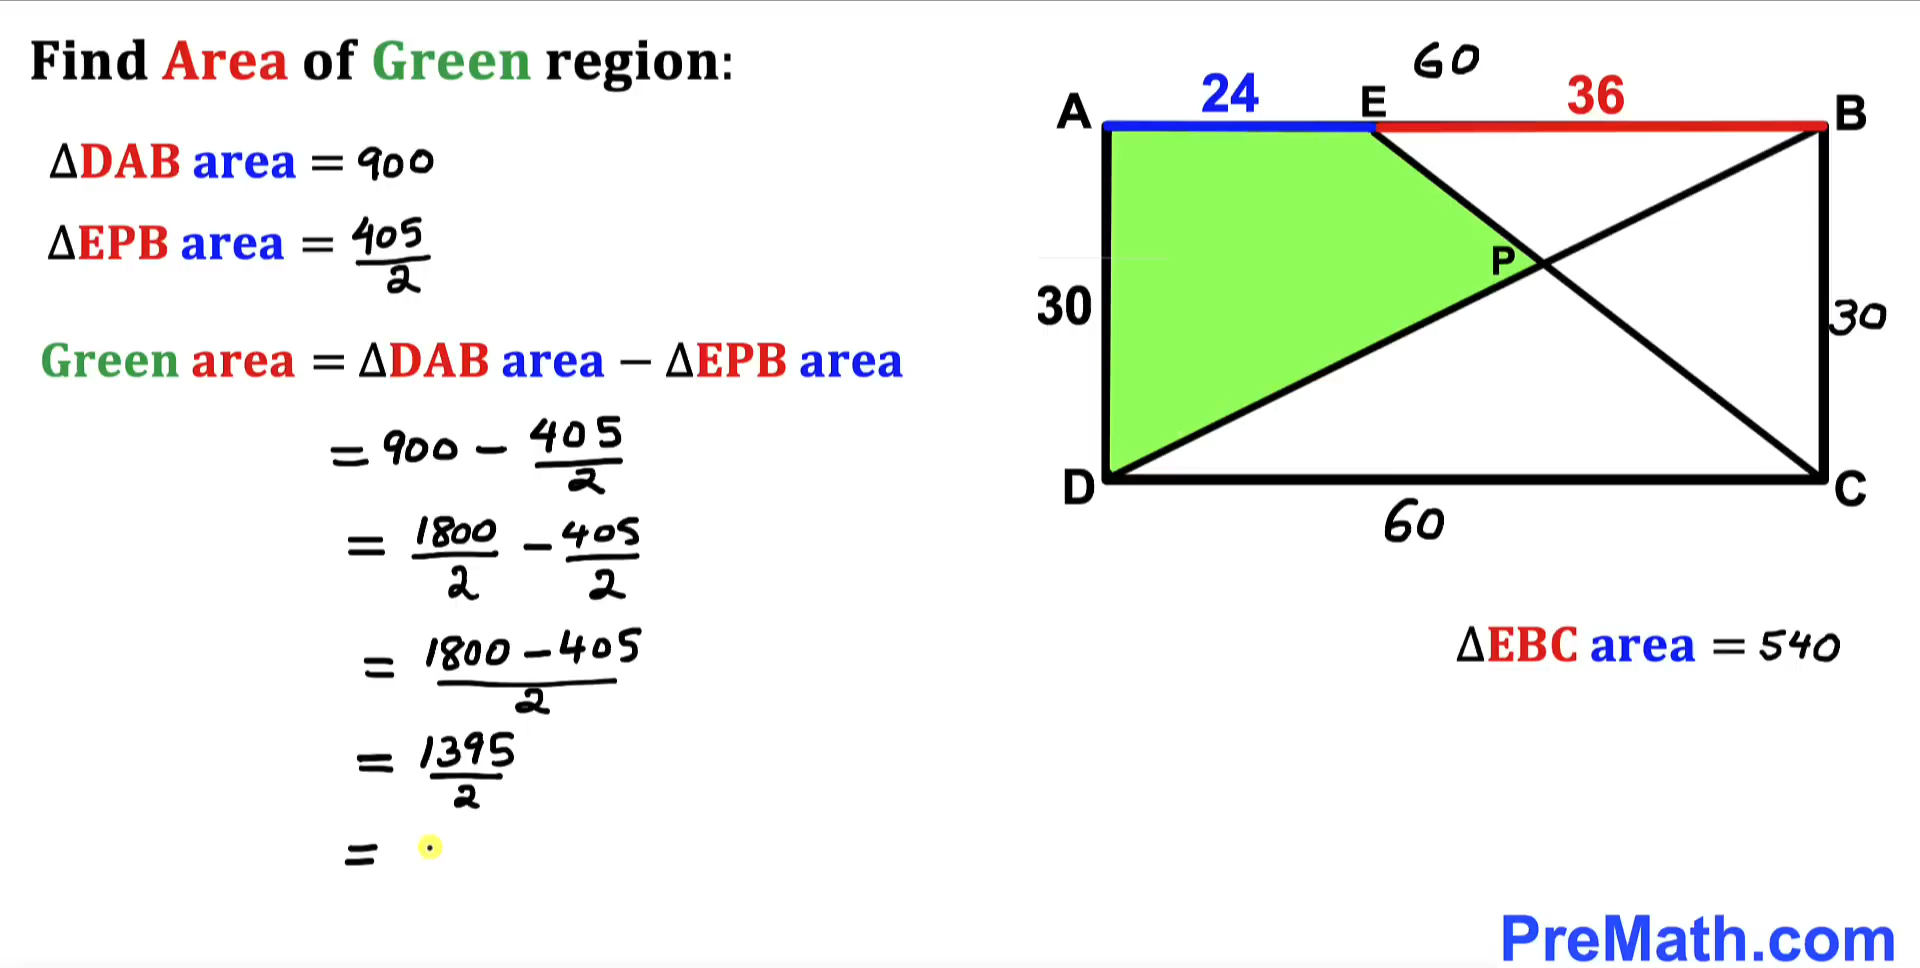 Find Area of Green region:
ΔDAB area = 900
ΔEPB area = 405/2
Green area = ΔDAB area − ΔEPB area
= 900 − 405/2
= 1800/2 − 405/2
= 1800 − 405/2
= 1395/2
=
60
24
36
A
E
B
P
30
30
D
C
60
ΔEBC area = 540
PreMath.com